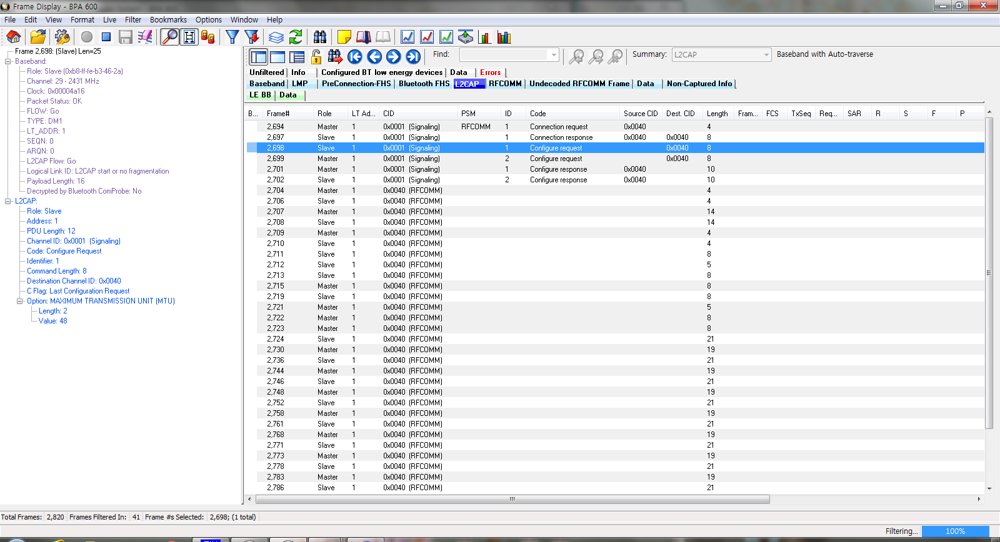 Frame Display - BPA 600
File Edit View Format Live Filter Bookmarks Options Window Help
Find: Summary: L2CAP Baseband with Auto-traverse
Unfiltered Info Configured BT low energy devices Data Errors
Baseband LMP PreConnection-FHS Bluetooth FHS L2CAP RFCOMM Undecoded RFCOMM Frame Data Non-Captured Info
LE BB Data
Frame 2,698: (Slave) Len=25
Baseband:
Role: Slave (0xb8-ff-fe-b3-46-2a)
Channel: 29 - 2431 MHz
Clock: 0x00004a16
Packet Status: OK
FLOW: Go
TYPE: DM1
LT_ADDR: 1
SEQN: 0
ARQN: 0
L2CAP Flow: Go
Logical Link ID: L2CAP start or no fragmentation
Payload Length: 16
Decrypted by Bluetooth ComProbe: No
L2CAP:
Role: Slave
Address: 1
PDU Length: 12
Channel ID: 0x0001 (Signaling)
Code: Configure Request
Identifier: 1
Command Length: 8
Destination Channel ID: 0x0040
C Flag: Last Configuration Request
Option: MAXIMUM TRANSMISSION UNIT (MTU)
Length: 2
Value: 48
B... Frame# Role LT Ad... CID PSM ID Code Source CID Dest. CID Length Fram... FCS TxSeq Req... SAR R S F P
2,694 Master 1 0x0001 (Signaling) RFCOMM 1 Connection request 0x0040 4
2,697 Slave 1 0x0001 (Signaling) 1 Connection response 0x0040 0x0040 8
2,698 Slave 1 0x0001 (Signaling) 1 Configure request 0x0040 8
2,699 Master 1 0x0001 (Signaling) 2 Configure request 0x0040 8
2,701 Master 1 0x0001 (Signaling) 1 Configure response 0x0040 10
2,702 Slave 1 0x0001 (Signaling) 2 Configure response 0x0040 10
2,704 Master 1 0x0040 (RFCOMM) 4
2,706 Slave 1 0x0040 (RFCOMM) 4
2,707 Master 1 0x0040 (RFCOMM) 14
2,708 Slave 1 0x0040 (RFCOMM) 14
2,709 Master 1 0x0040 (RFCOMM) 4
2,710 Slave 1 0x0040 (RFCOMM) 4
2,711 Slave 1 0x0040 (RFCOMM) 8
2,712 Slave 1 0x0040 (RFCOMM) 5
2,713 Slave 1 0x0040 (RFCOMM) 8
2,715 Master 1 0x0040 (RFCOMM) 8
2,719 Slave 1 0x0040 (RFCOMM) 8
2,721 Master 1 0x0040 (RFCOMM) 5
2,722 Master 1 0x0040 (RFCOMM) 8
2,723 Master 1 0x0040 (RFCOMM) 8
2,724 Slave 1 0x0040 (RFCOMM) 21
2,730 Master 1 0x0040 (RFCOMM) 19
2,736 Slave 1 0x0040 (RFCOMM) 21
2,744 Master 1 0x0040 (RFCOMM) 19
2,746 Slave 1 0x0040 (RFCOMM) 21
2,748 Master 1 0x0040 (RFCOMM) 19
2,752 Slave 1 0x0040 (RFCOMM) 21
2,758 Master 1 0x0040 (RFCOMM) 19
2,761 Slave 1 0x0040 (RFCOMM) 21
2,768 Master 1 0x0040 (RFCOMM) 19
2,771 Slave 1 0x0040 (RFCOMM) 21
2,773 Master 1 0x0040 (RFCOMM) 19
2,778 Slave 1 0x0040 (RFCOMM) 21
2,783 Master 1 0x0040 (RFCOMM) 19
2,786 Slave 1 0x0040 (RFCOMM) 21
Total Frames: 2,820 Frames Filtered In: 41 Frame #s Selected: 2,698; (1 total)
Filtering... 100%